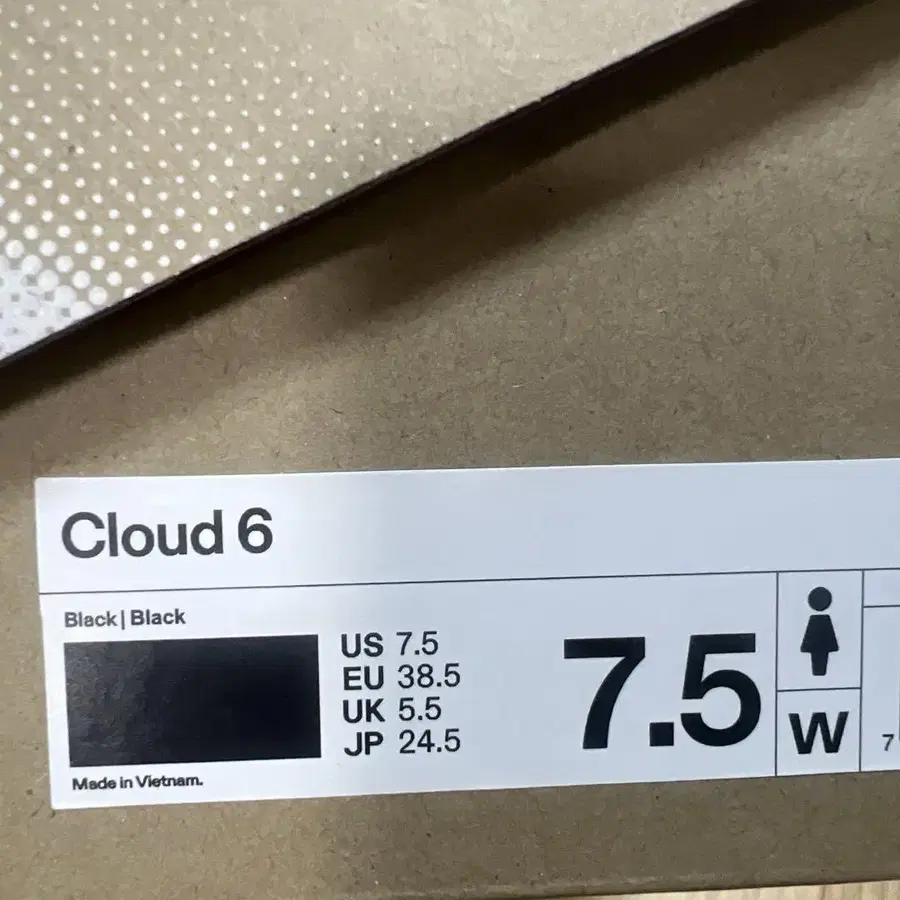 Cloud 6
Black | Black
US 7.5
EU 38.5
UK 5.5
JP 24.5
Made in Vietnam.
7.5
W
7